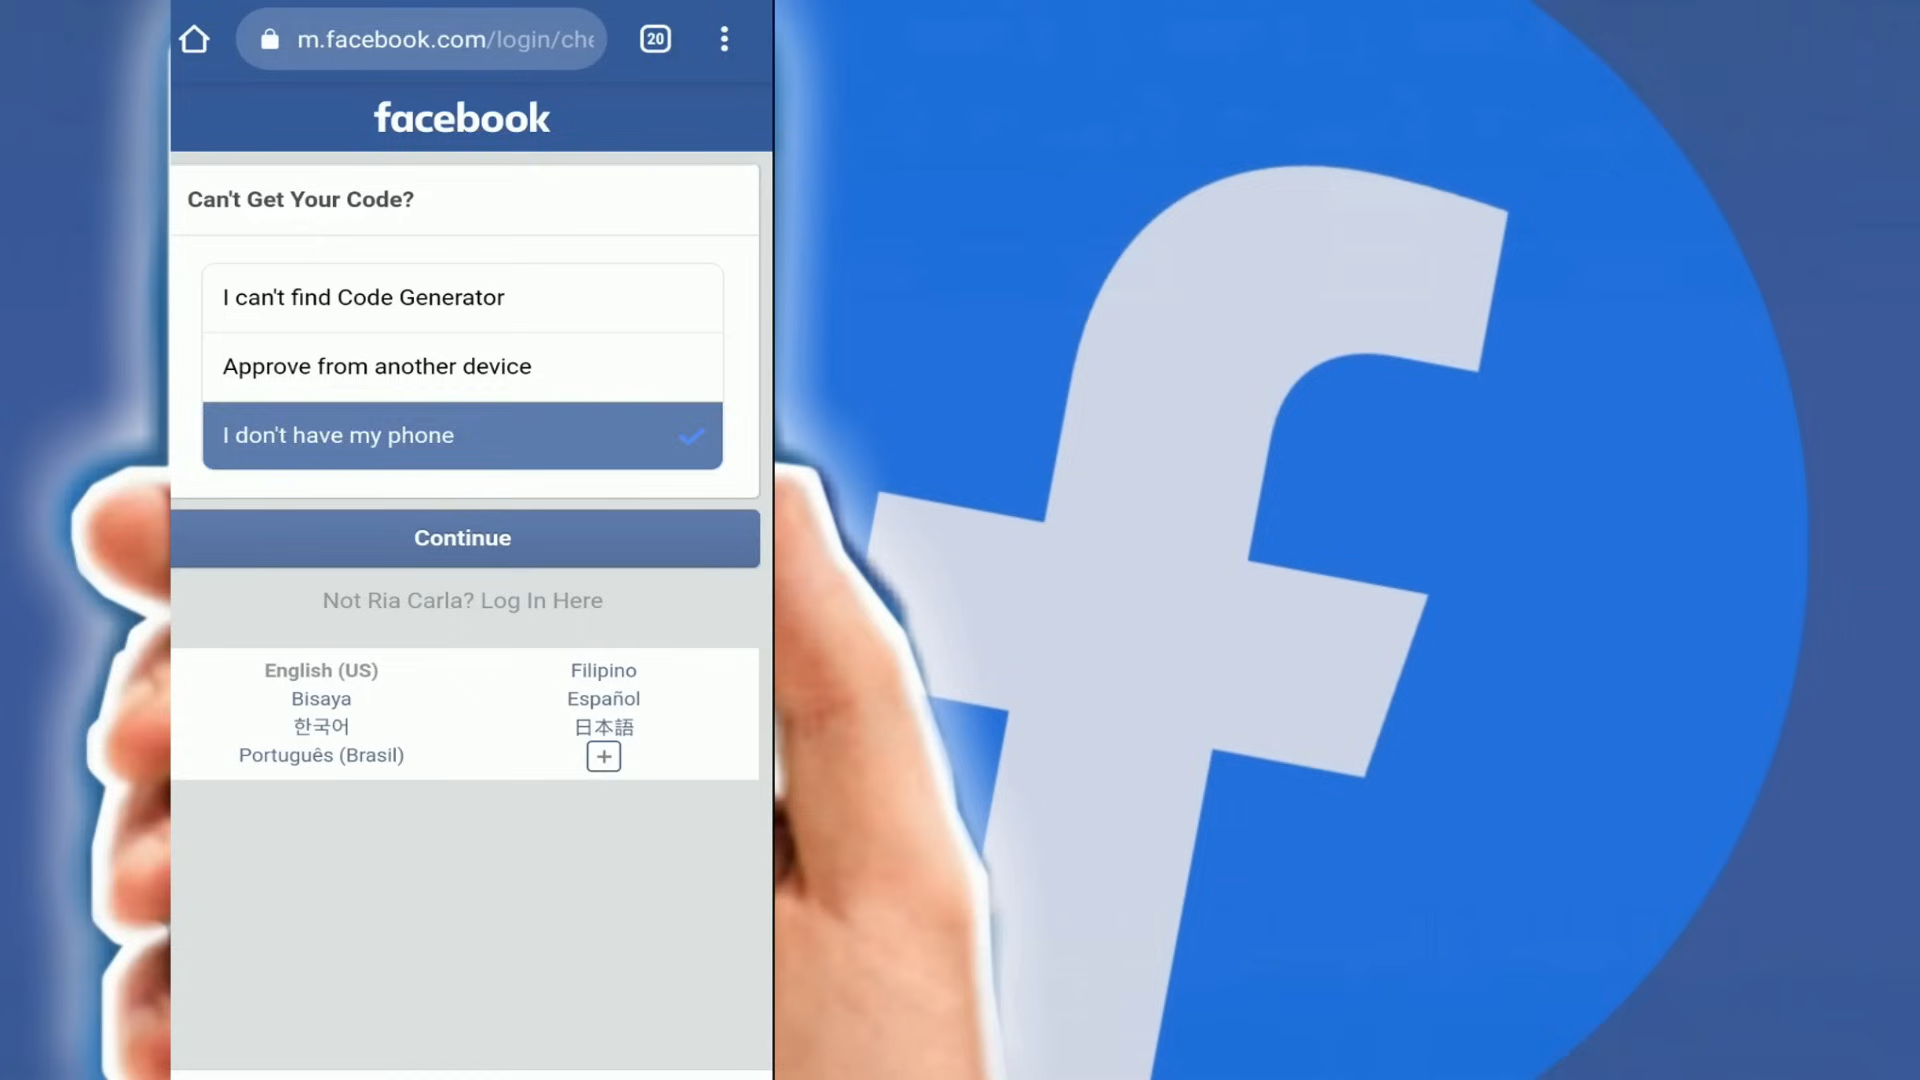 m.facebook.com/login/che
20
facebook
Can't Get Your Code?
I can't find Code Generator
Approve from another device
I don't have my phone
Continue
Not Ria Carla? Log In Here
English (US)
Filipino
Bisaya
Español
한국어
日本語
Português (Brasil)
+